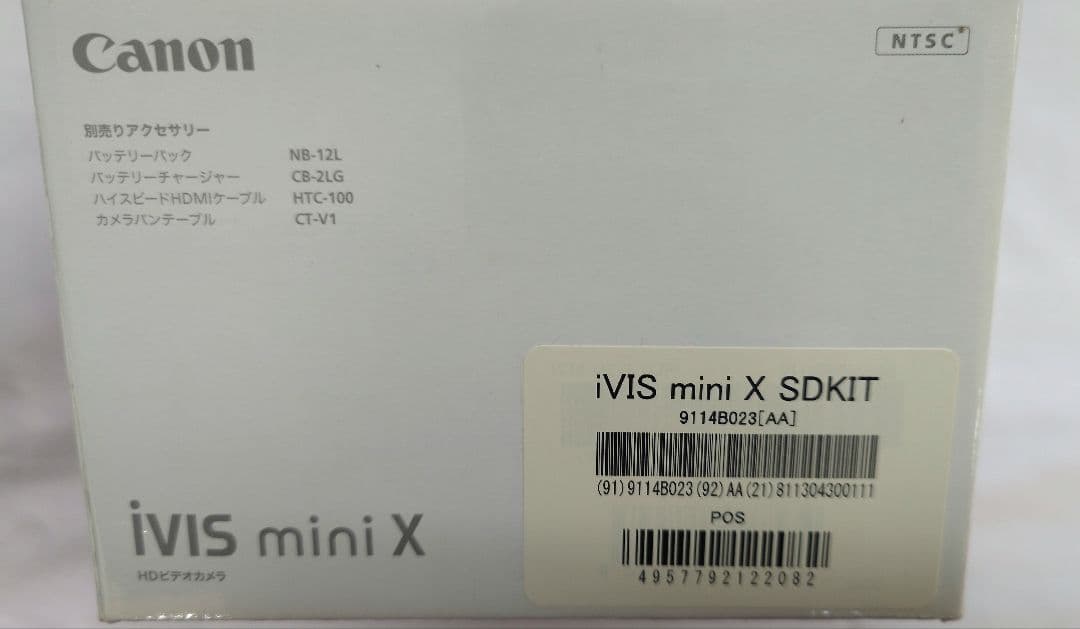 Canon
NTSC
別売りアクセサリー
バッテリーパック NB-12L
バッテリーチャージャー CB-2LG
ハイスピードHDMIケーブル HTC-100
カメラパンテーブル CT-V1
iVIS mini X SDKIT
9114B023[AA]
(91)9114B023(92)AA(21)811304300111
POS
4957792122082
iVIS mini X
HDビデオカメラ